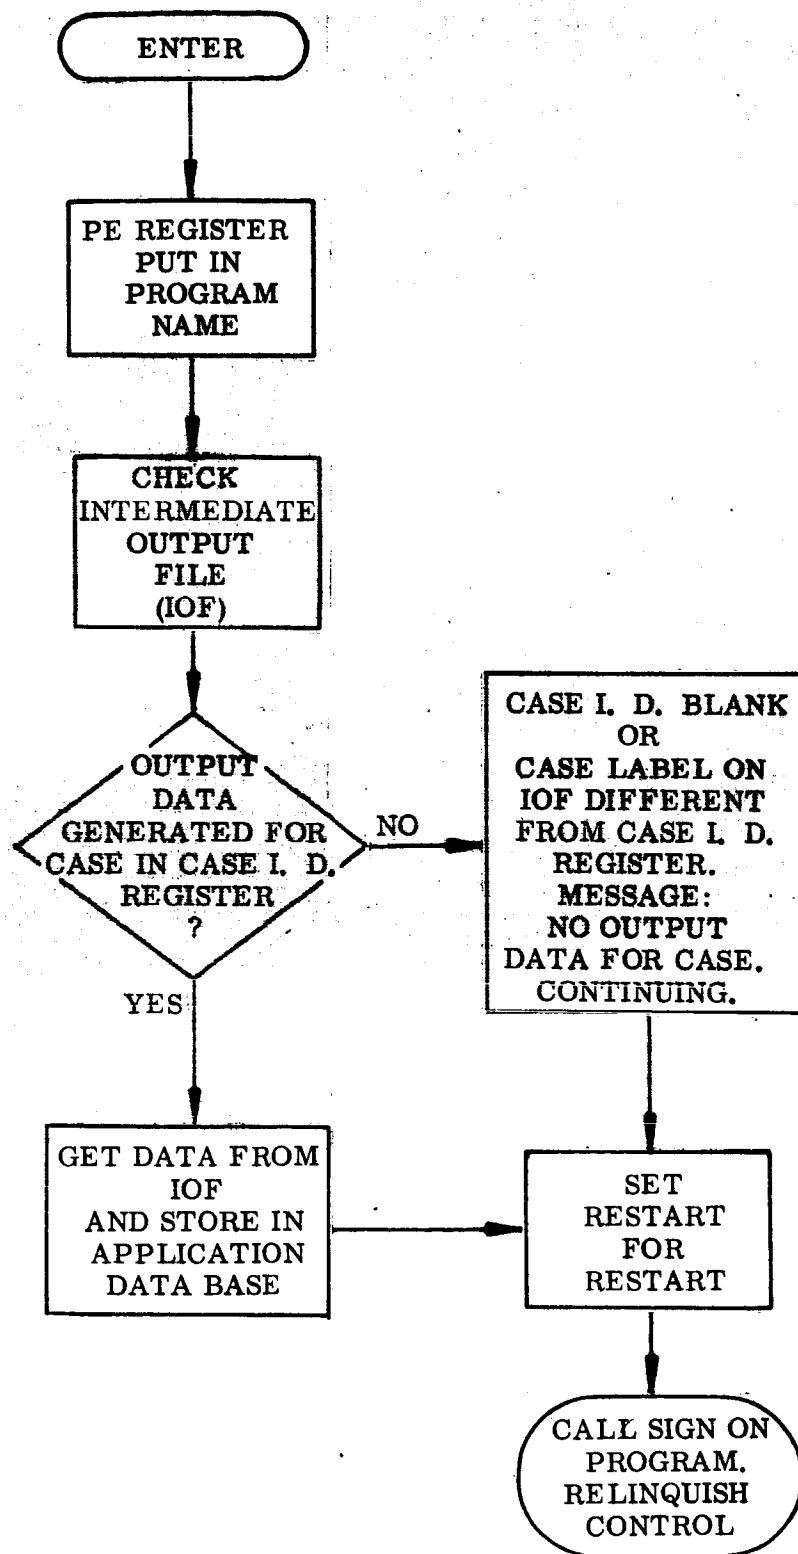 ENTER
PE REGISTER
PUT IN
PROGRAM
NAME
CHECK
INTERMEDIATE
OUTPUT
FILE
(IOF)
OUTPUT
DATA
GENERATED FOR
CASE IN CASE I. D.
REGISTER
?
NO
CASE I. D. BLANK
OR
CASE LABEL ON
IOF DIFFERENT
FROM CASE I. D.
REGISTER.
MESSAGE:
NO OUTPUT
DATA FOR CASE.
CONTINUING.
YES
GET DATA FROM
IOF
AND STORE IN
APPLICATION
DATA BASE
SET
RESTART
FOR
RESTART
CALL SIGN ON
PROGRAM.
RELINQUISH
CONTROL